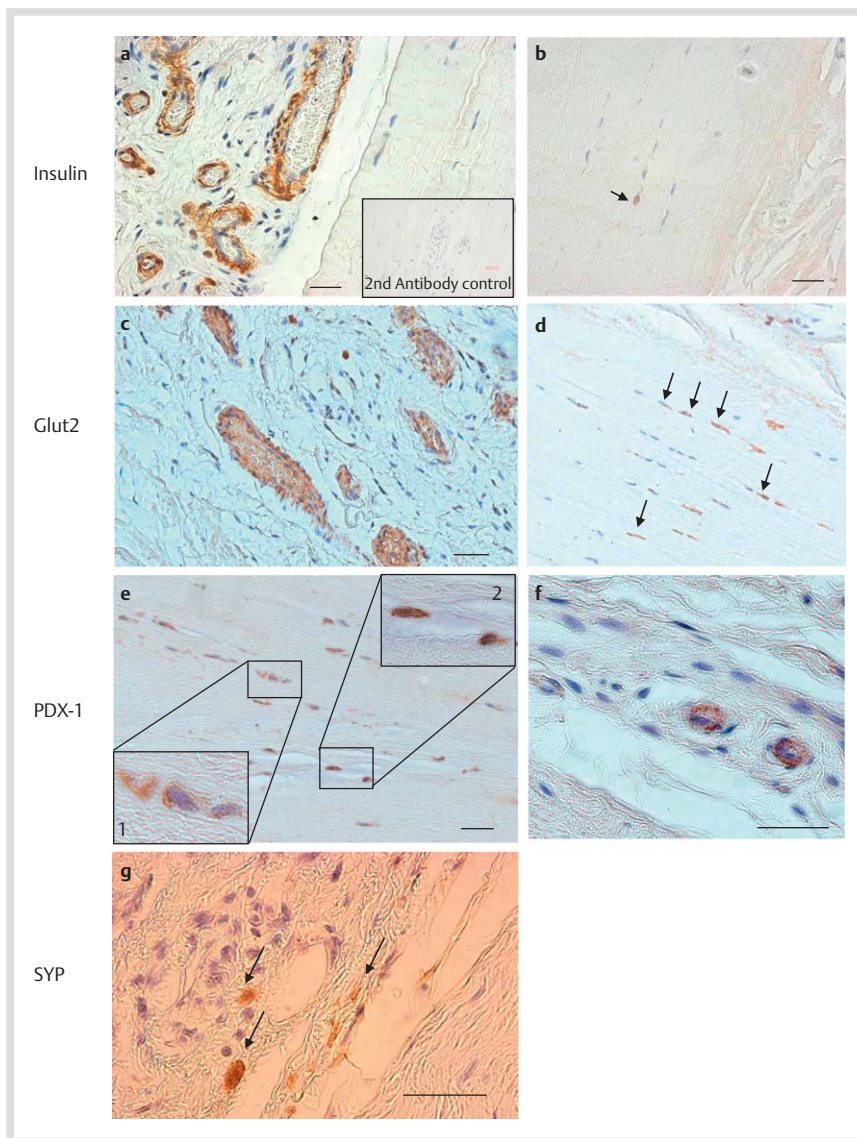 a
b
Insulin
2nd Antibody control
c
d
Glut2
e
2
f
PDX-1
1
g
SYP